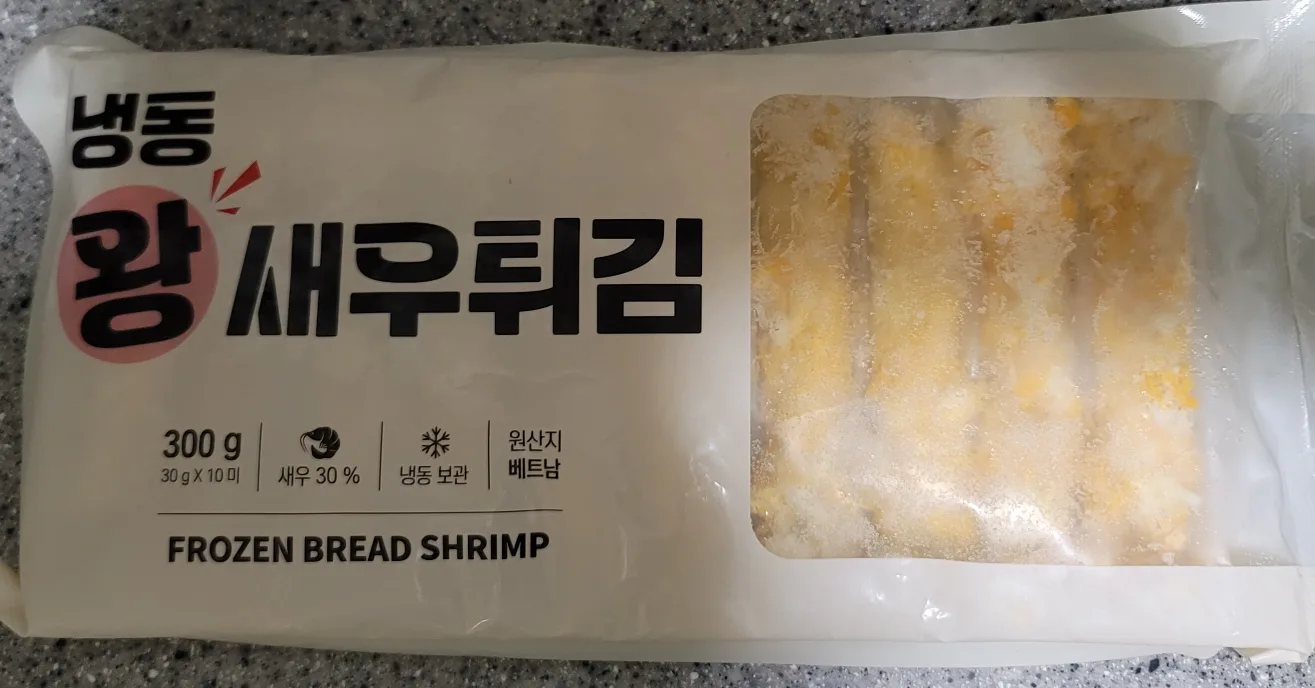 냉동
왕 새우튀김
300 g
30 g X 10 미
새우 30 %
냉동 보관
원산지
베트남
FROZEN BREAD SHRIMP